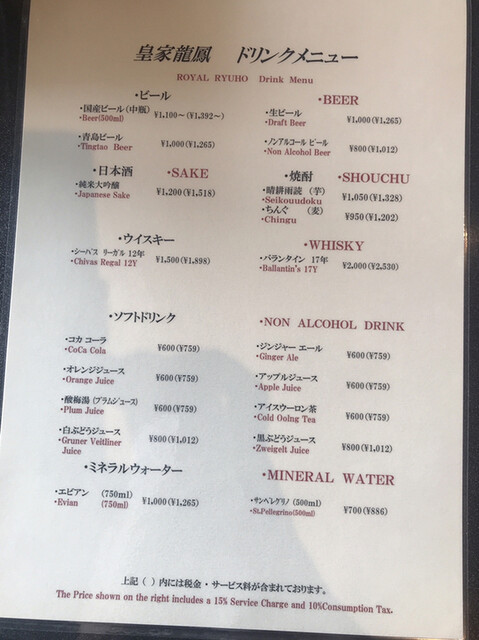 皇家龍鳳 ドリンクメニュー
ROYAL RYUHO Drink Menu
・ビール ・BEER
・国産ビール(中瓶) ¥1,100～(¥1,392～)
・Beer(500ml)
・生ビール ¥1,000(¥1,265)
・Draft Beer
・青島ビール ¥1,000(¥1,265)
・Tingtao Beer
・ノンアルコール ビール ¥800(¥1,012)
・Non Alcohol Beer
・日本酒 ・SAKE
・純米大吟醸 ¥1,200(¥1,518)
・Japanese Sake
・焼酎 ・SHOUCHU
・晴耕雨読 (芋) ¥1,050(¥1,328)
・Seikouudoku
・ちんぐ (麦) ¥950(¥1,202)
・Chingu
・ウイスキー ・WHISKY
・シーバス リーガル 12年 ¥1,500(¥1,898)
・Chivas Regal 12Y
・バランタイン 17年 ¥2,000(¥2,530)
・Ballantin's 17Y
・ソフトドリンク ・NON ALCOHOL DRINK
・コカ コーラ ¥600(¥759)
・CoCa Cola
・ジンジャー エール ¥600(¥759)
・Ginger Ale
・オレンジジュース ¥600(¥759)
・Orange Juice
・アップルジュース ¥600(¥759)
・Apple Juice
・酸梅湯 (プラムジュース) ¥600(¥759)
・Plum Juice
・アイスウーロン茶 ¥600(¥759)
・Cold Oolng Tea
・白ぶどうジュース ¥800(¥1,012)
・Gruner Veitliner
Juice
・黒ぶどうジュース ¥800(¥1,012)
・Zweigelt Juice
・ミネラルウォーター ・MINERAL WATER
・エビアン (750ml) ¥1,000(¥1,265)
・Evian (750ml)
・サンペレグリノ (500ml) ¥700(¥886)
・St.Pellegrino(500ml)
上記 ( ) 内には税金・サービス料が含まれております。
The Price shown on the right includes a 15% Service Charge and 10%Consumption Tax.